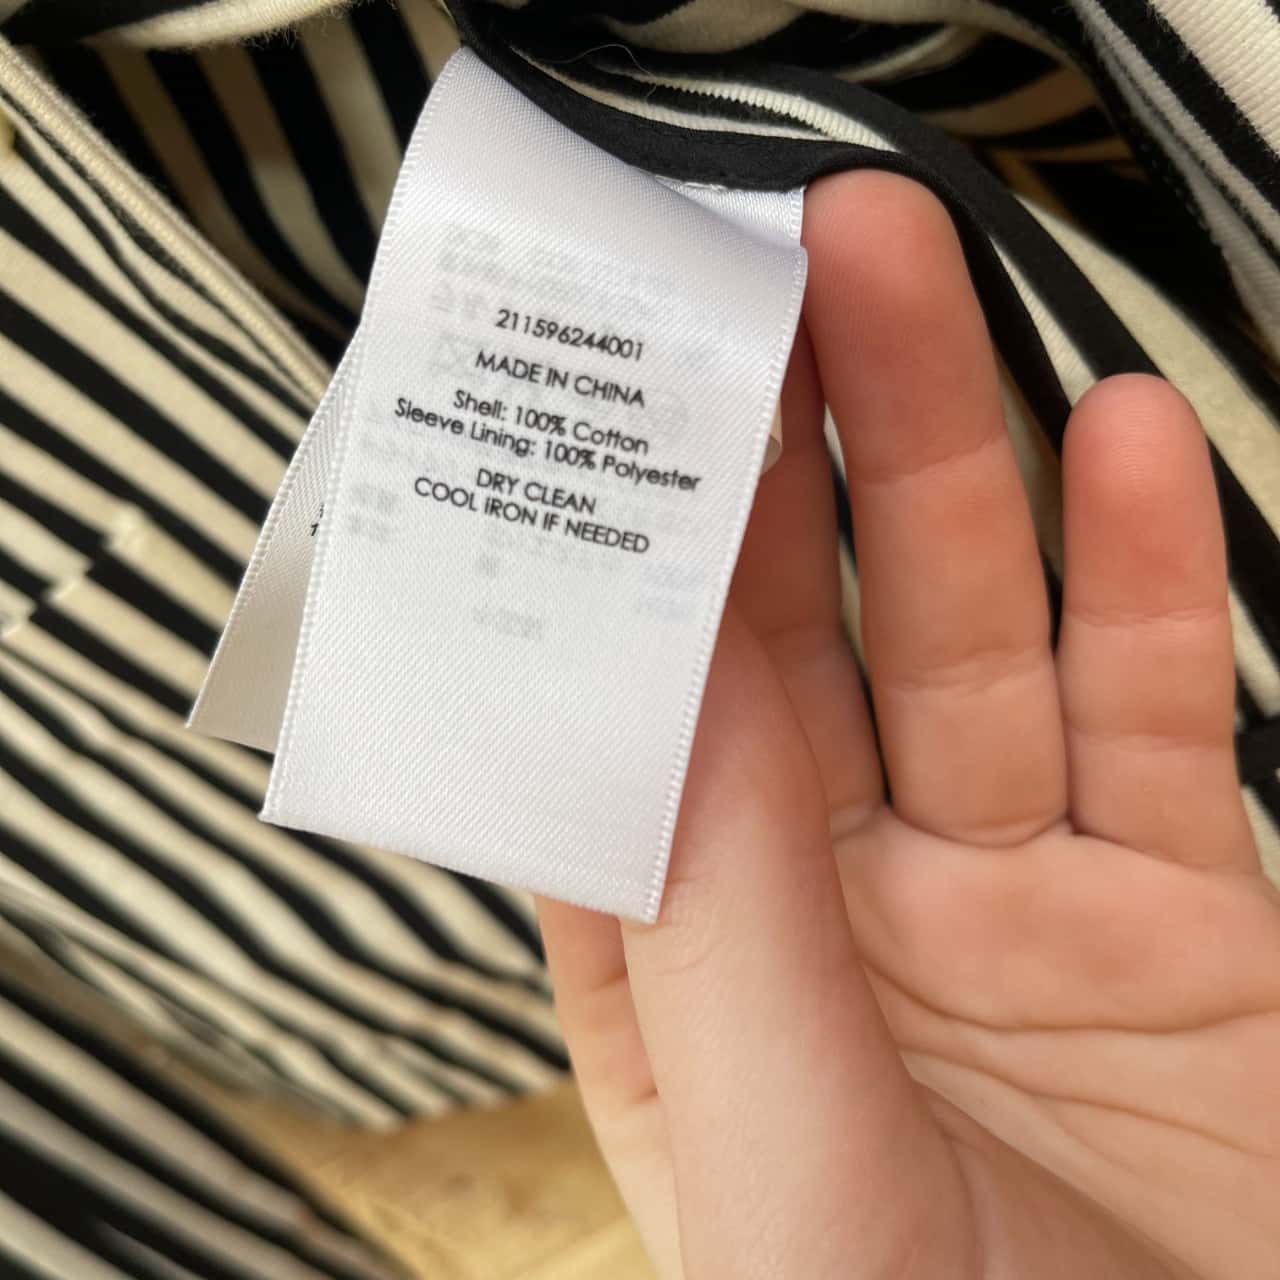 211596244001
MADE IN CHINA
Shell: 100% Cotton
Sleeve Lining: 100% Polyester
DRY CLEAN
COOL IRON IF NEEDED